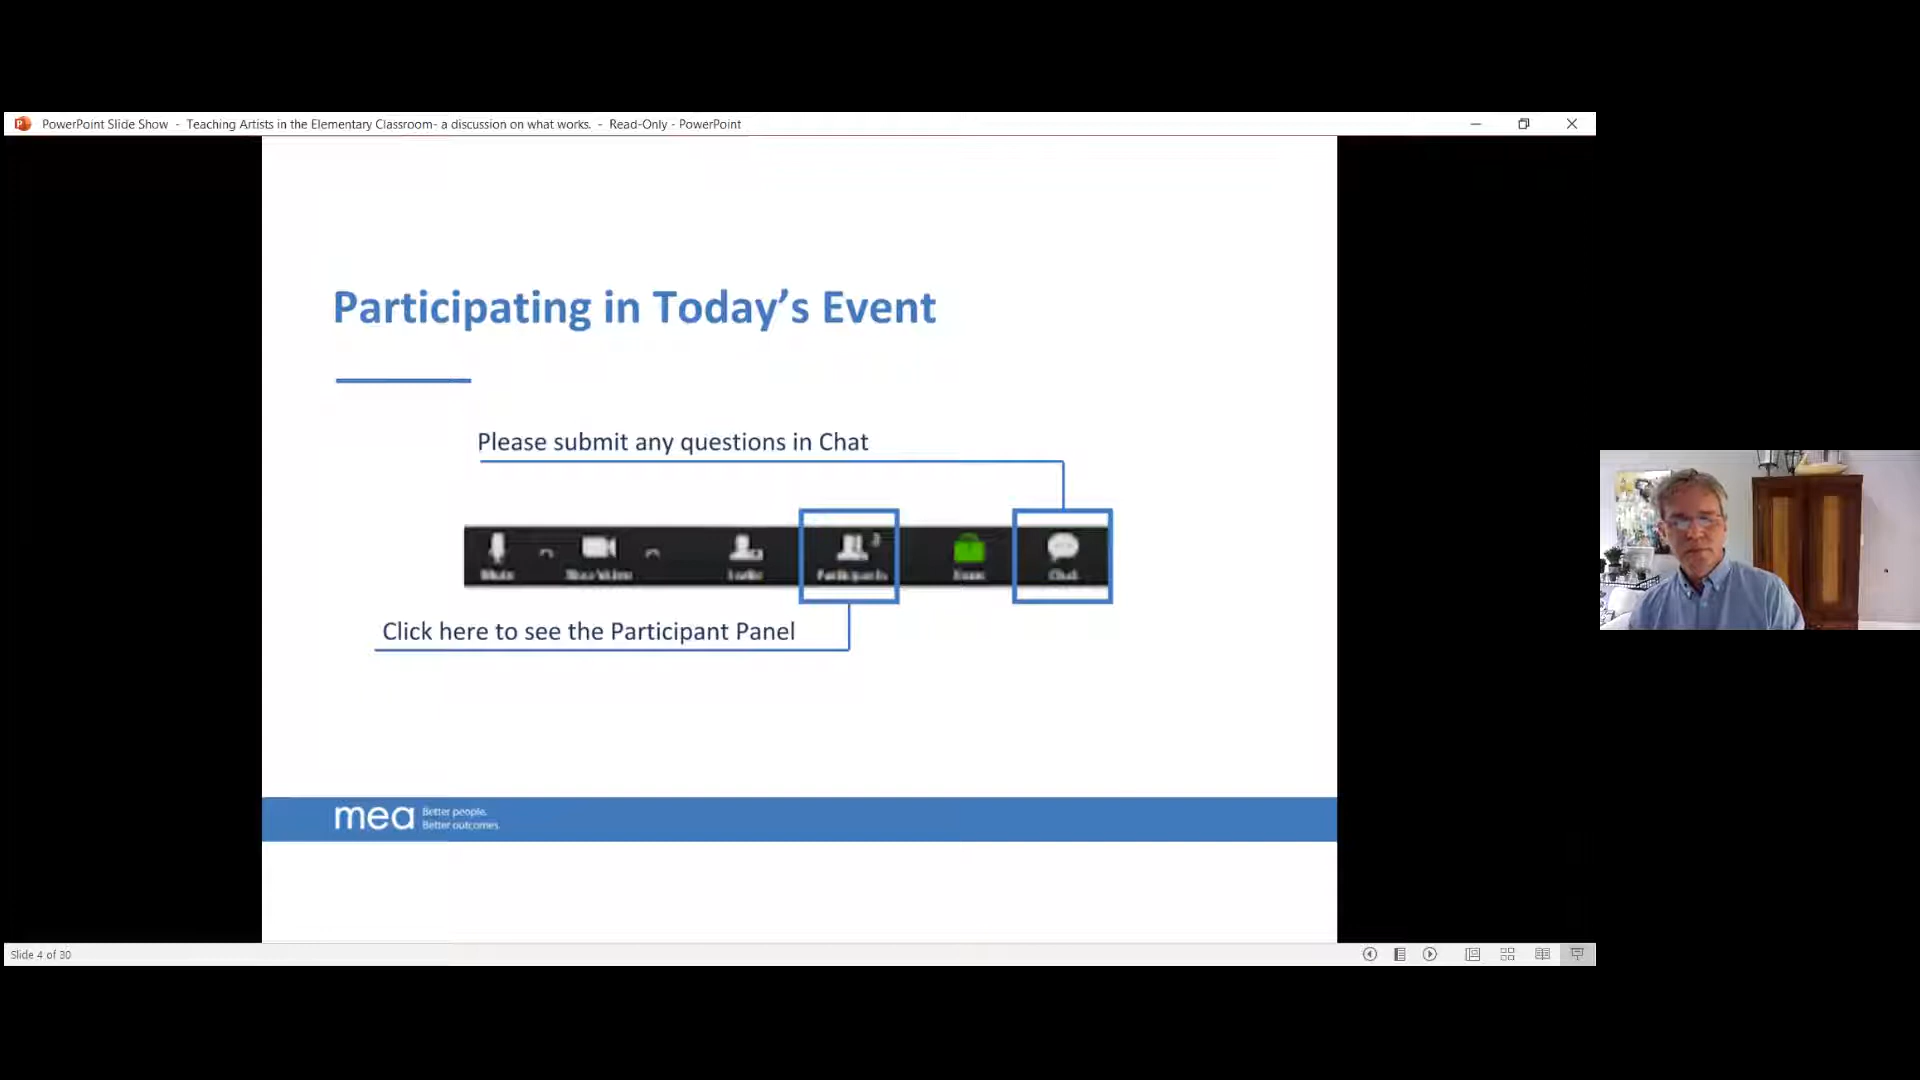 PowerPoint Slide Show - Teaching Artists in the Elementary Classroom- a discussion on what works. - Read-Only - PowerPoint
Participating in Today’s Event
Please submit any questions in Chat
Participants
Chat
Click here to see the Participant Panel
mea Better people.
Better outcomes.
Slide 4 of 30